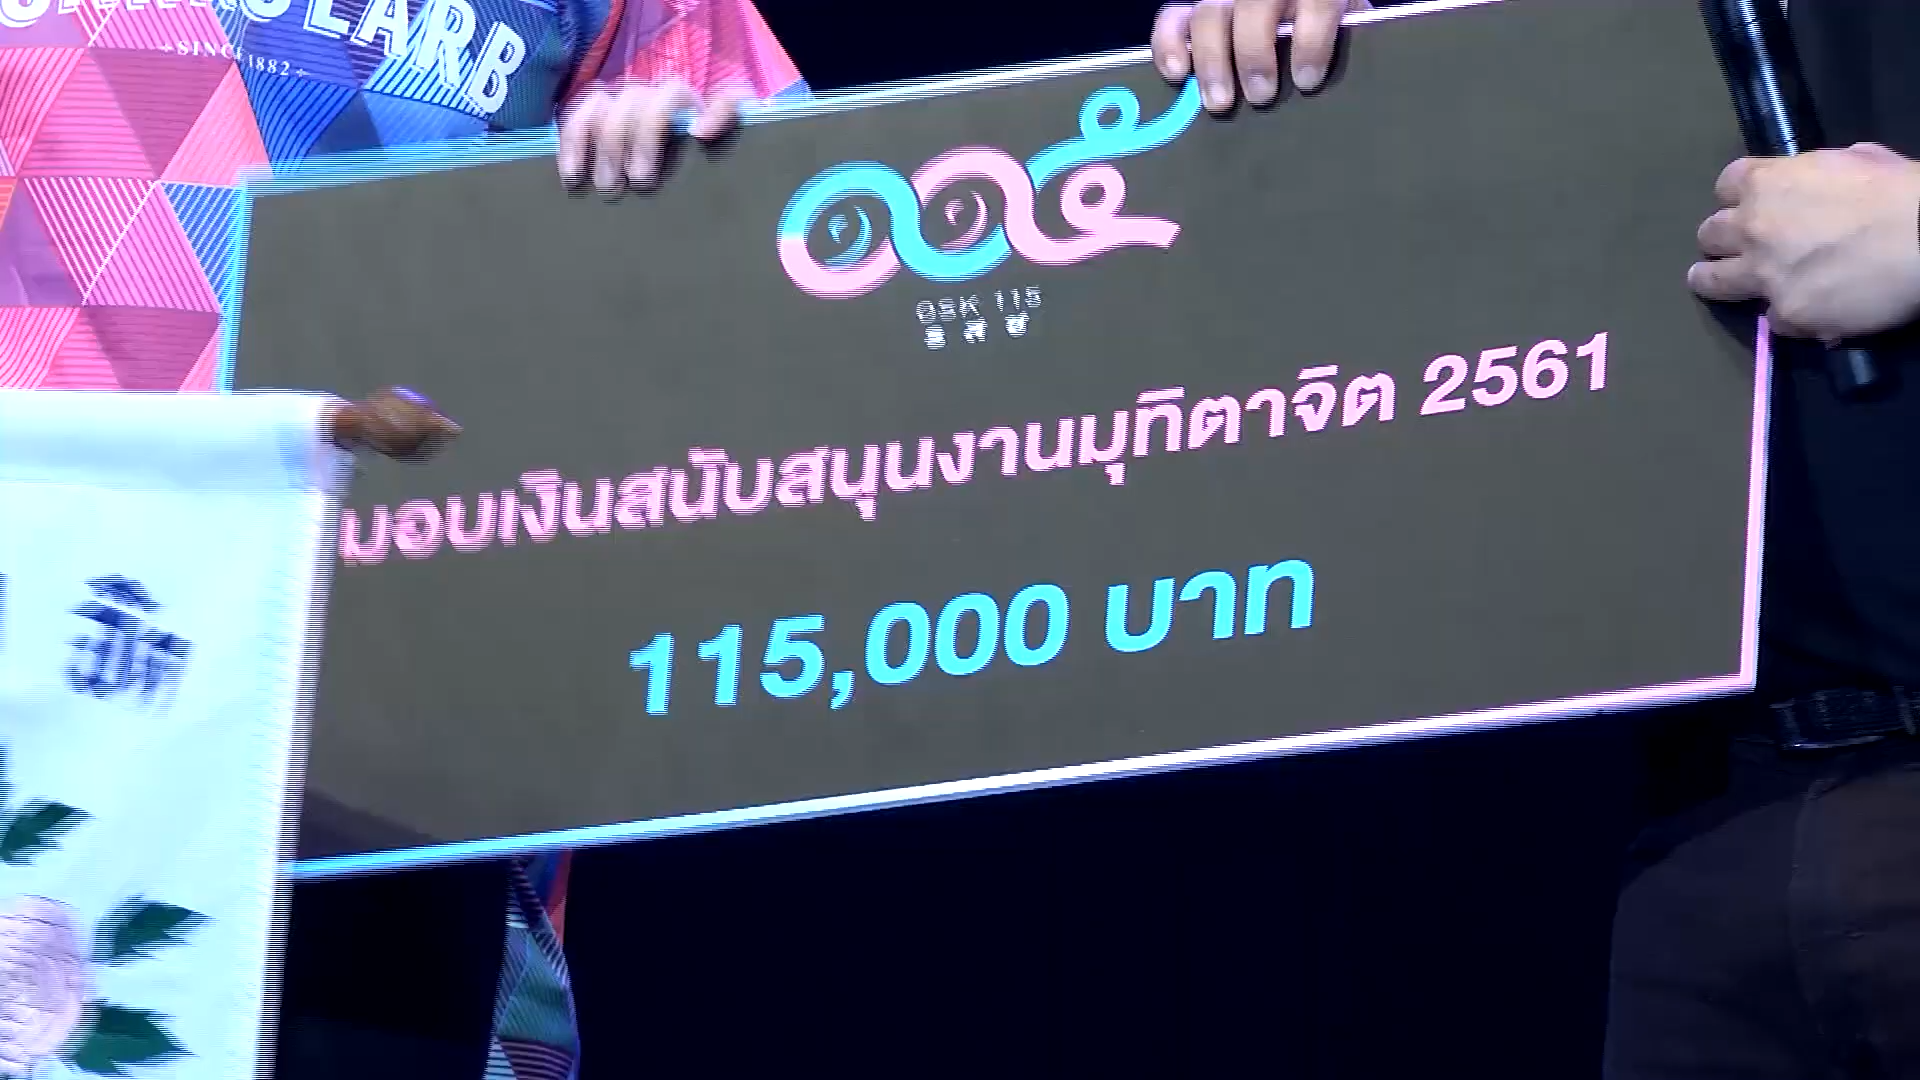 +SINCE 1882+
๑๑๕
OSK 115
มอบเงินสนับสนุนงานมุทิตาจิต 2561
115,000 บาท